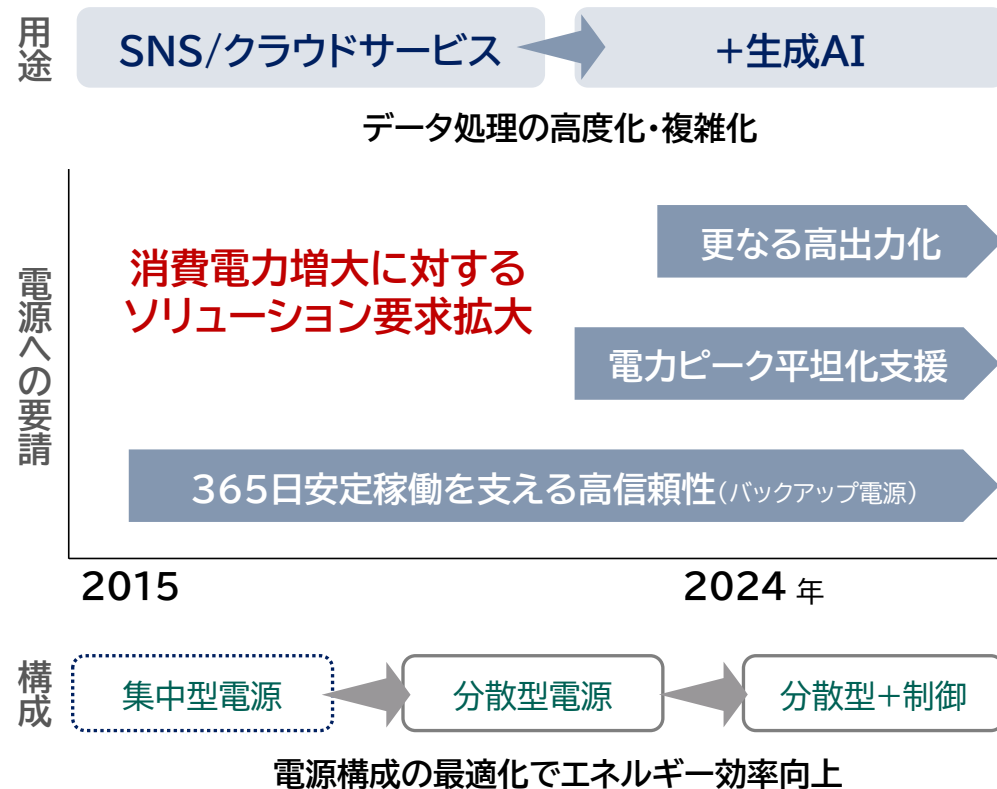 用途
SNS/クラウドサービス
+生成AI
データ処理の高度化・複雑化
電源への要請
消費電力増大に対する
ソリューション要求拡大
更なる高出力化
電力ピーク平坦化支援
365日安定稼働を支える高信頼性(バックアップ電源)
2015
2024 年
構成
集中型電源
分散型電源
分散型+制御
電源構成の最適化でエネルギー効率向上